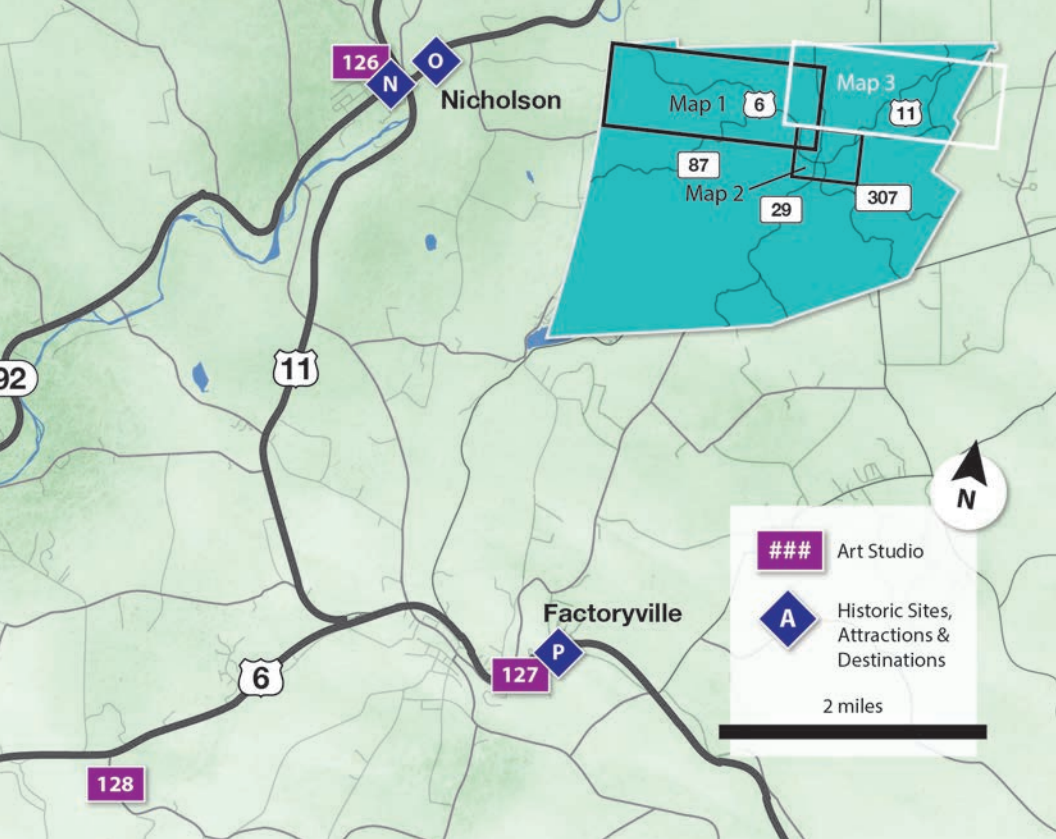 126
N
O
Nicholson
Map 1
6
Map 3
11
87
Map 2
29
307
92
11
N
###
Art Studio
A
Historic Sites,
Attractions &
Destinations
2 miles
Factoryville
P
127
6
128